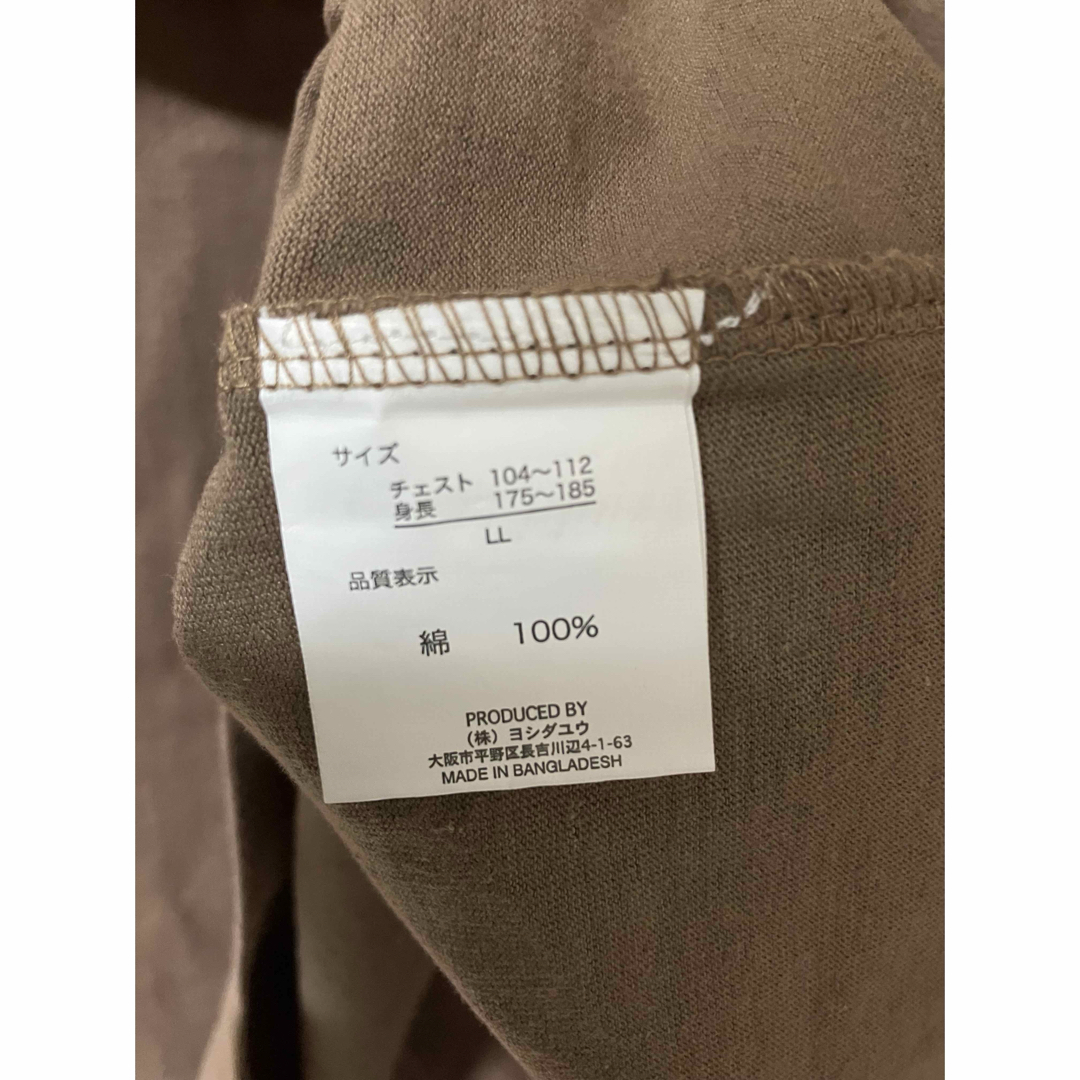 サイズ
チェスト 104〜112
身長 175〜185
LL
品質表示
綿 100%
PRODUCED BY
（株）ヨシダユウ
大阪市平野区長吉川辺4-1-63
MADE IN BANGLADESH